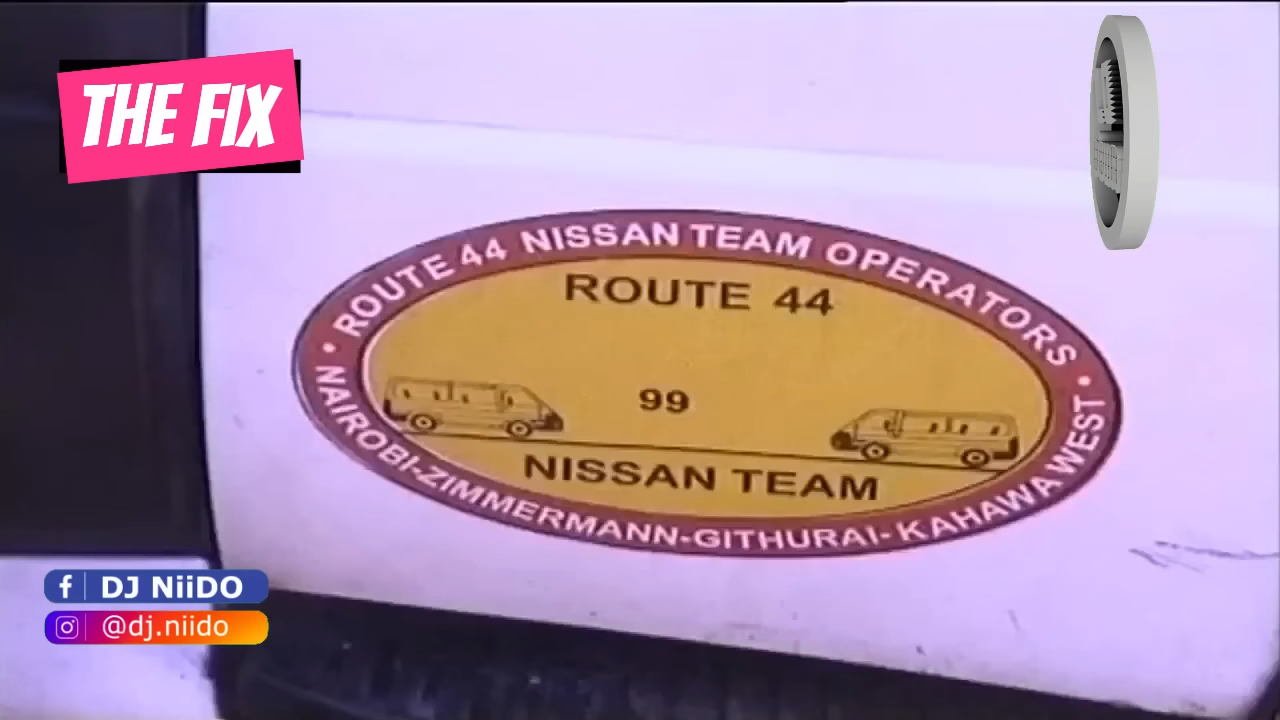 THE FIX
ROUTE 44 NISSAN TEAM OPERATORS
ROUTE 44
99
NISSAN TEAM
NAIROBI-ZIMMERMANN-GITHURAI-KAHAWA WEST
f DJ NiiDO
@dj.niido